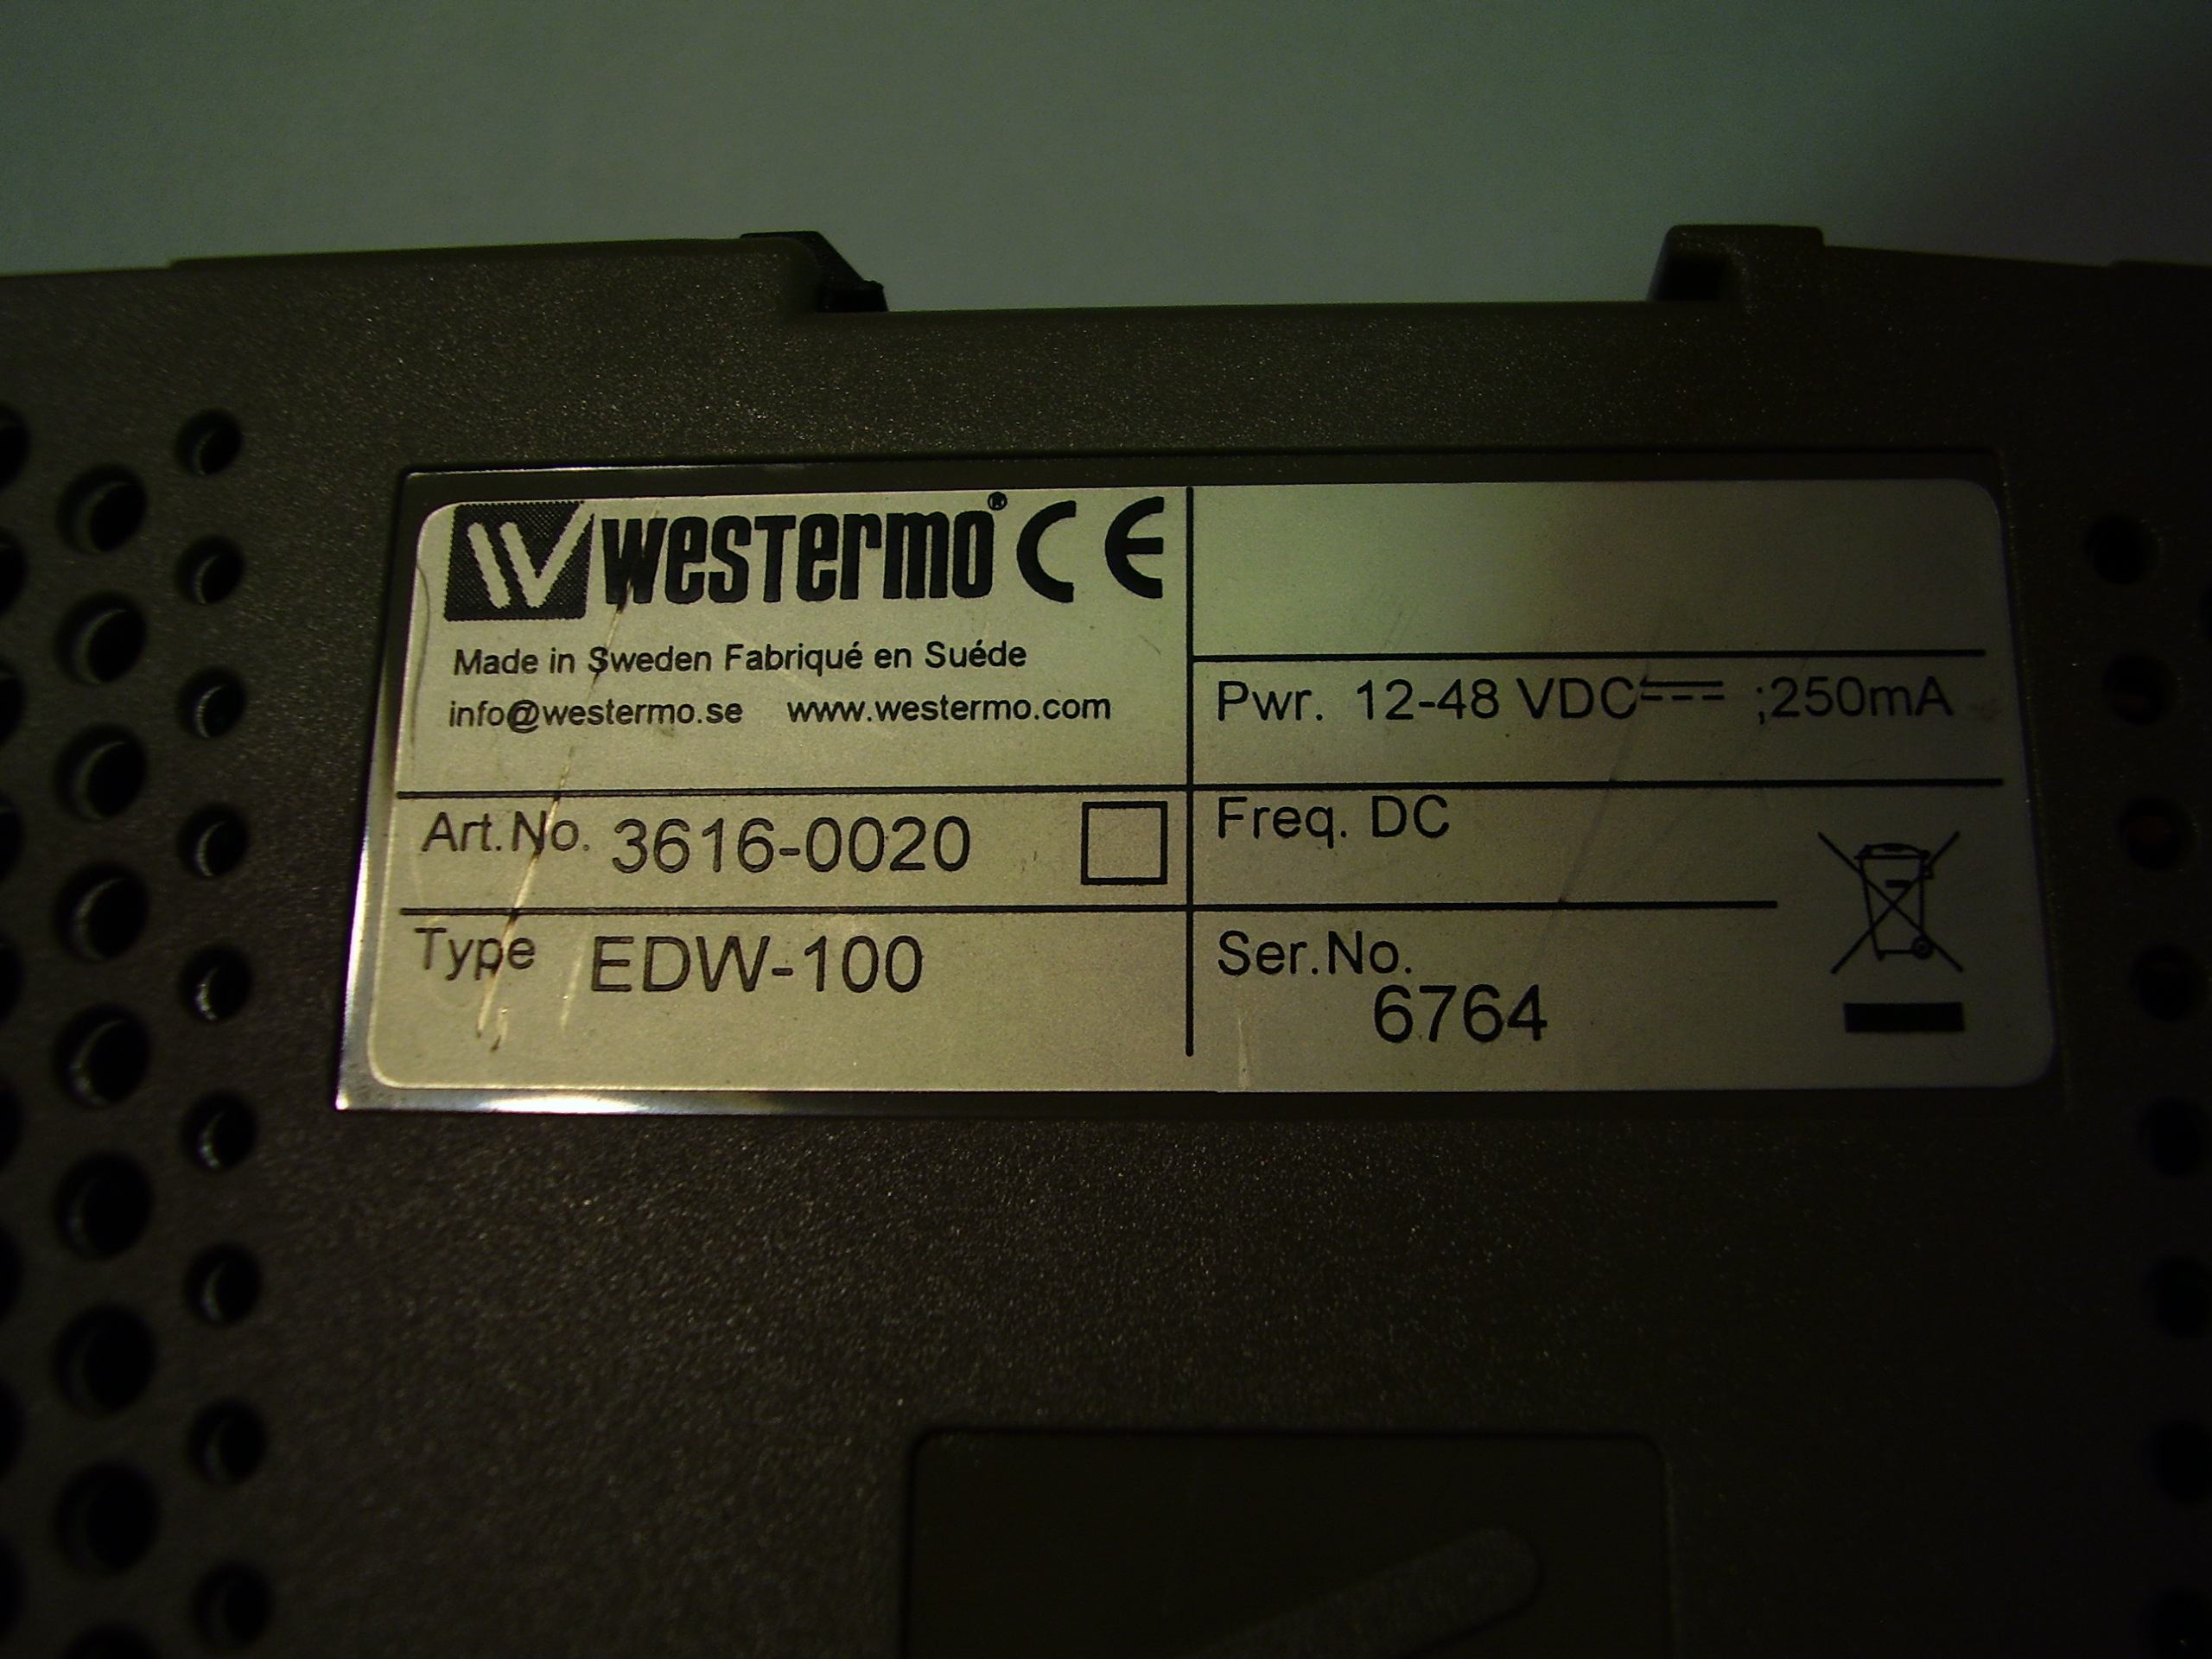 westermo® CE
Made in Sweden Fabriqué en Suéde
info@westermo.se www.westermo.com
Art.No. 3616-0020
Type EDW-100
Pwr. 12-48 VDC ;250mA
Freq. DC
Ser.No.
6764